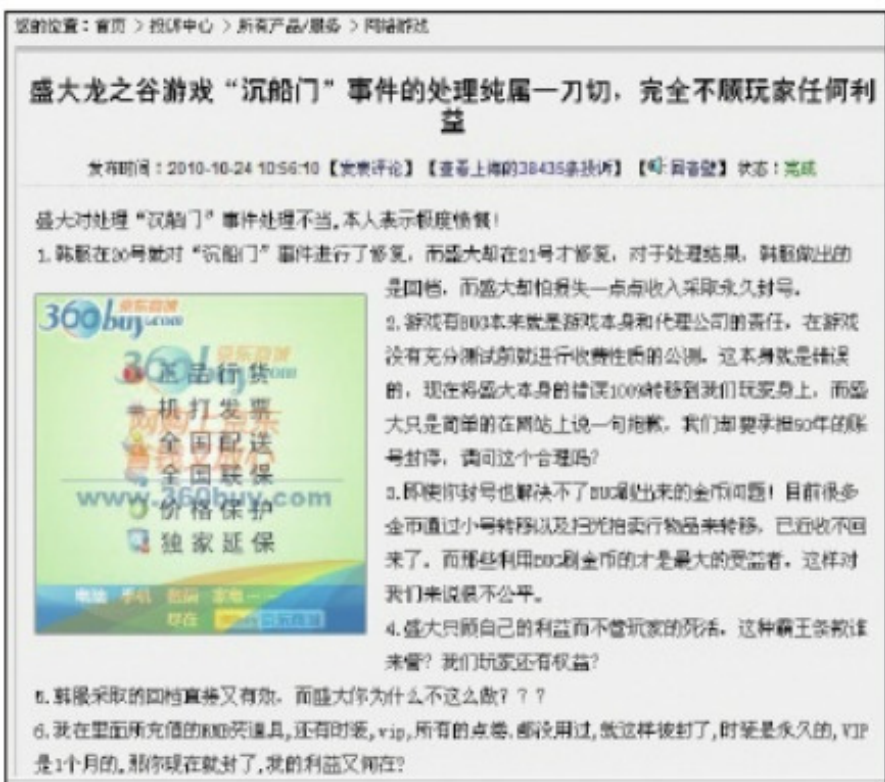 您的位置：首页 > 投诉中心 > 所有产品/服务 > 网络游戏
盛大龙之谷游戏“沉船门”事件的处理纯属一刀切，完全不顾玩家任何利
益
发布时间：2010-10-24 10:56:10【发表评论】【查看上海的38435条投诉】【回音壁】状态：完成
盛大对处理“沉船门”事件处理不当.本人表示极度愤慨！
1.韩服在20号就对“沉船门”事件进行了修复，而盛大却在21号才修复，对于处理结果，韩服做出的
是回档，而盛大却怕损失一点点收入采取永久封号。
2.游戏有BUG本来就是游戏本身和代理公司的责任，在游戏
没有充分测试前就进行收费性质的公测，这本身就是错误
的，现在将盛大本身的错误100%转移到我们玩家身上，而盛
大只是简单的在网站上说一句抱歉，我们却要承担90年的账
号封停，请问这个合理吗？
3.即使你封号也解决不了BUG刷出来的金币问题！目前很多
金币通过小号转移以及扫光拍卖行物品来转移，已近收不回
来了。而那些利用BUG刷金币的才是最大的受益者，这样对
我们来说很不公平。
4.盛大只顾自己的利益而不管玩家的死活，这种霸王条款谁
来管？我们玩家还有权益？
5.韩服采取的回档直接又有效，而盛大你为什么不这么做？？？
6.我在里面所充值的RMB买道具,还有时装,vip,所有的点卷.都没用过,就这样被封了,时装是永久的,VIP
是1个月的.那你现在就封了,我的利益又何在？
360buy.com 京东商城
正品行货
机打发票
全国配送
全国联保
www.360buy.com
价格保护
独家延保
电脑 手机 数码 家电
尽在 京东商城